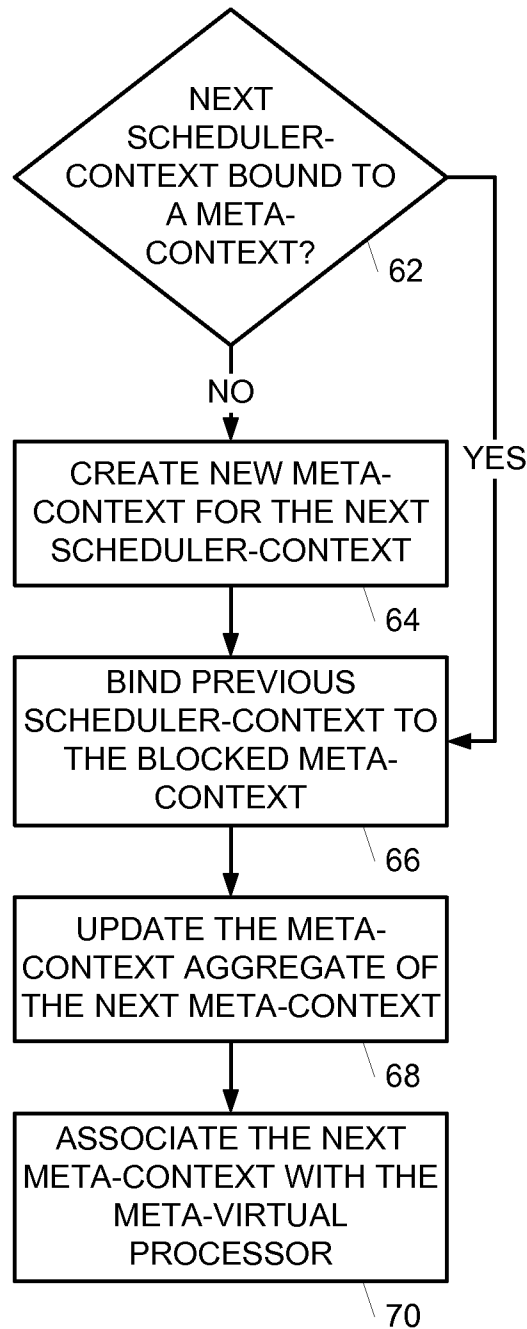 NEXT
SCHEDULER-
CONTEXT BOUND TO
A META-
CONTEXT?
62
NO
YES
CREATE NEW META-
CONTEXT FOR THE NEXT
SCHEDULER-CONTEXT
64
BIND PREVIOUS
SCHEDULER-CONTEXT TO
THE BLOCKED META-
CONTEXT
66
UPDATE THE META-
CONTEXT AGGREGATE OF
THE NEXT META-CONTEXT
68
ASSOCIATE THE NEXT
META-CONTEXT WITH THE
META-VIRTUAL
PROCESSOR
70